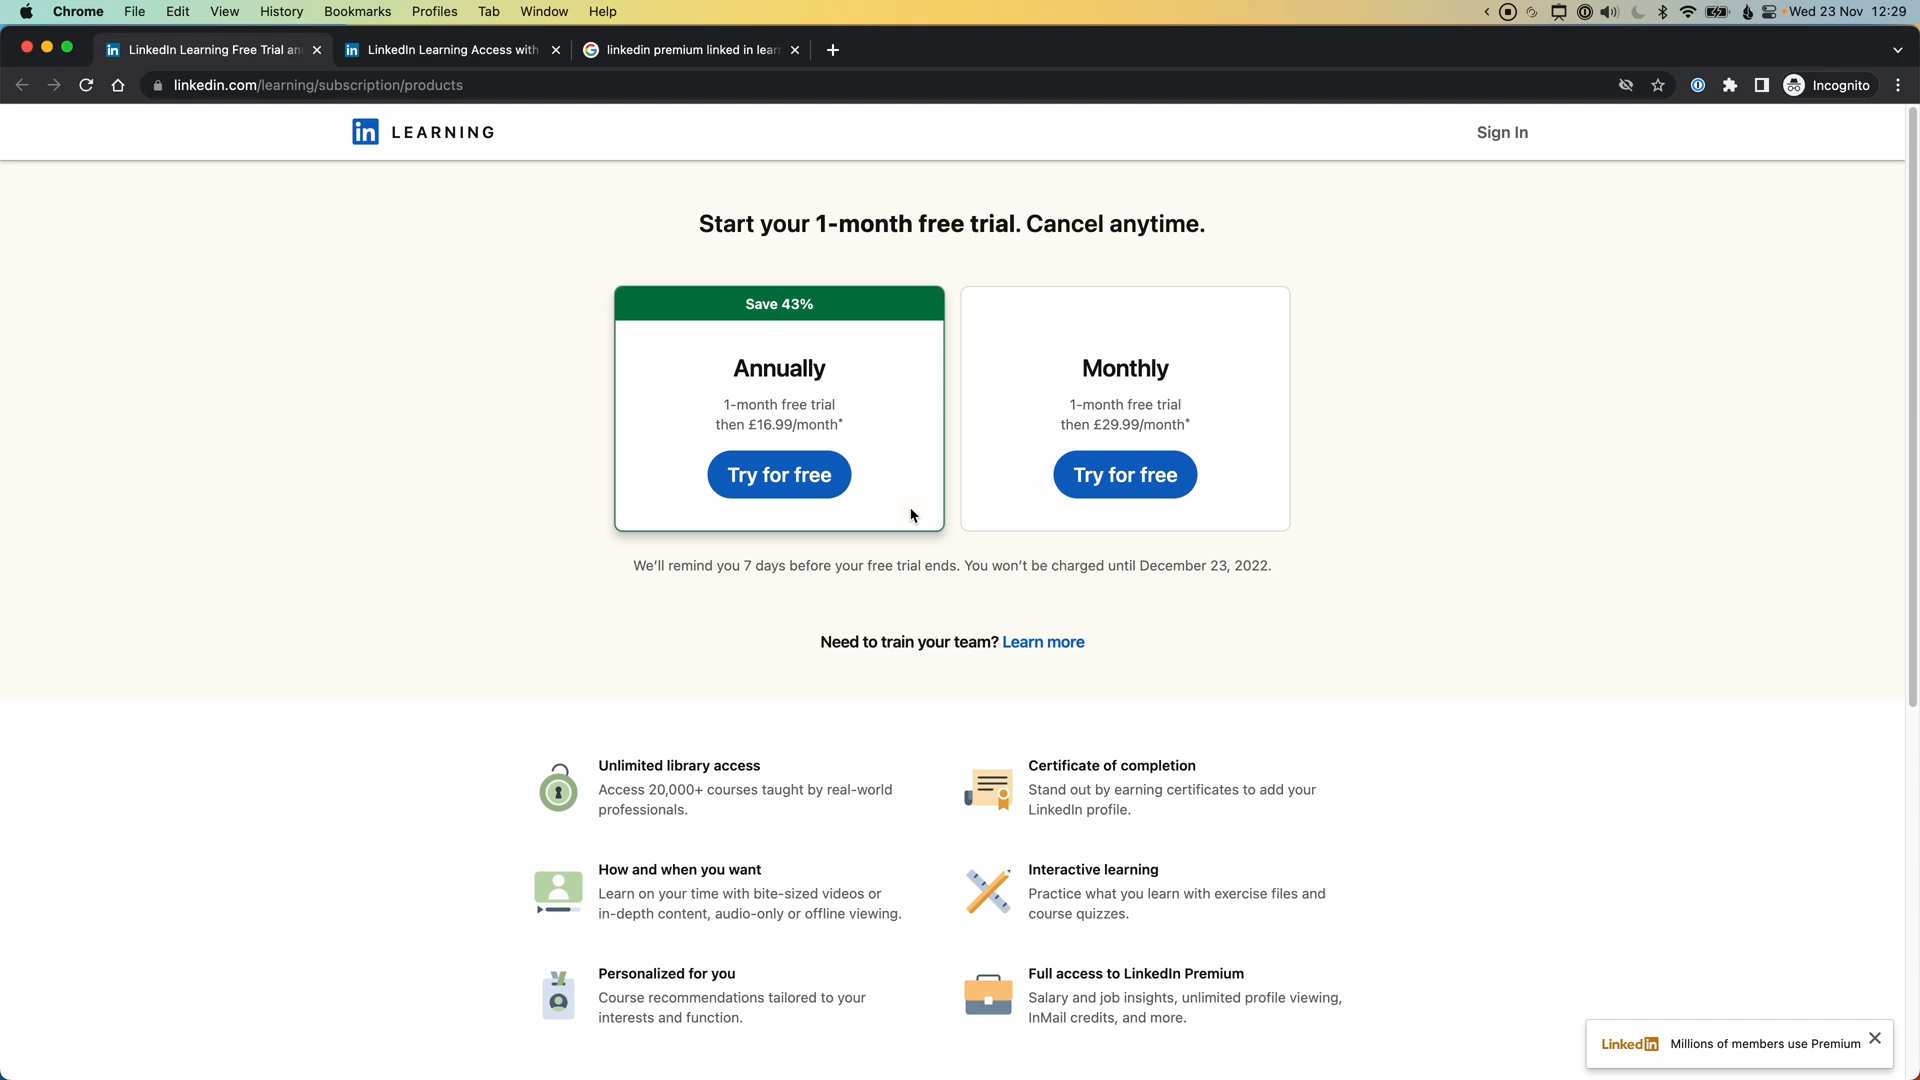 Chrome File Edit View History Bookmarks Profiles Tab Window Help Wed 23 Nov 12:29
LinkedIn Learning Free Trial an LinkedIn Learning Access with linkedin premium linked in lear
linkedin.com/learning/subscription/products Incognito
in LEARNING Sign In
Start your 1-month free trial. Cancel anytime.
Save 43%
Annually
1-month free trial
then £16.99/month*
Try for free
Monthly
1-month free trial
then £29.99/month*
Try for free
We'll remind you 7 days before your free trial ends. You won't be charged until December 23, 2022.
Need to train your team? Learn more
Unlimited library access
Access 20,000+ courses taught by real-world
professionals.
Certificate of completion
Stand out by earning certificates to add your
LinkedIn profile.
How and when you want
Learn on your time with bite-sized videos or
in-depth content, audio-only or offline viewing.
Interactive learning
Practice what you learn with exercise files and
course quizzes.
Personalized for you
Course recommendations tailored to your
interests and function.
Full access to LinkedIn Premium
Salary and job insights, unlimited profile viewing,
InMail credits, and more.
LinkedIn Millions of members use Premium